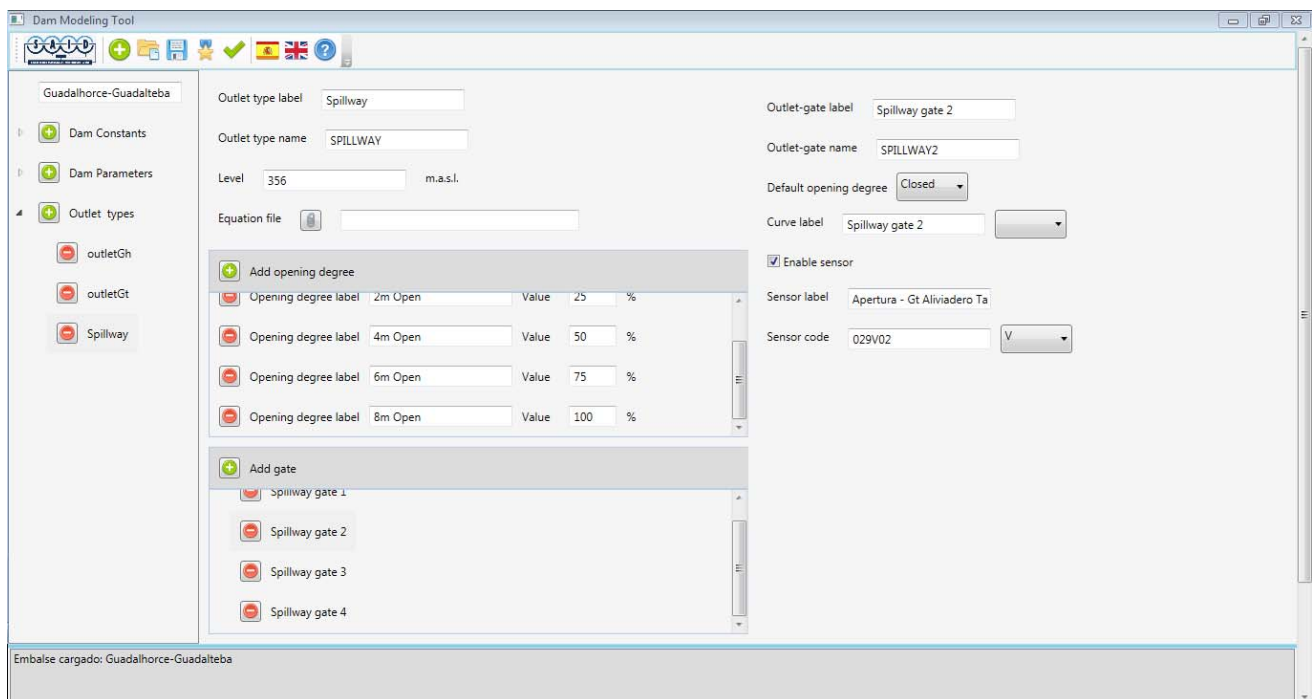 Dam Modeling Tool
SAID
Guadalhorce-Guadalteba
Dam Constants
Dam Parameters
Outlet types
outletGh
outletGt
Spillway
Outlet type label Spillway
Outlet type name SPILLWAY
Level 356 m.a.s.l.
Equation file
Add opening degree
Opening degree label 2m Open Value 25 %
Opening degree label 4m Open Value 50 %
Opening degree label 6m Open Value 75 %
Opening degree label 8m Open Value 100 %
Add gate
Spillway gate 1
Spillway gate 2
Spillway gate 3
Spillway gate 4
Outlet-gate label Spillway gate 2
Outlet-gate name SPILLWAY2
Default opening degree Closed
Curve label Spillway gate 2
Enable sensor
Sensor label Apertura - Gt Aliviadero Ta
Sensor code 029V02 V
Embalse cargado: Guadalhorce-Guadalteba